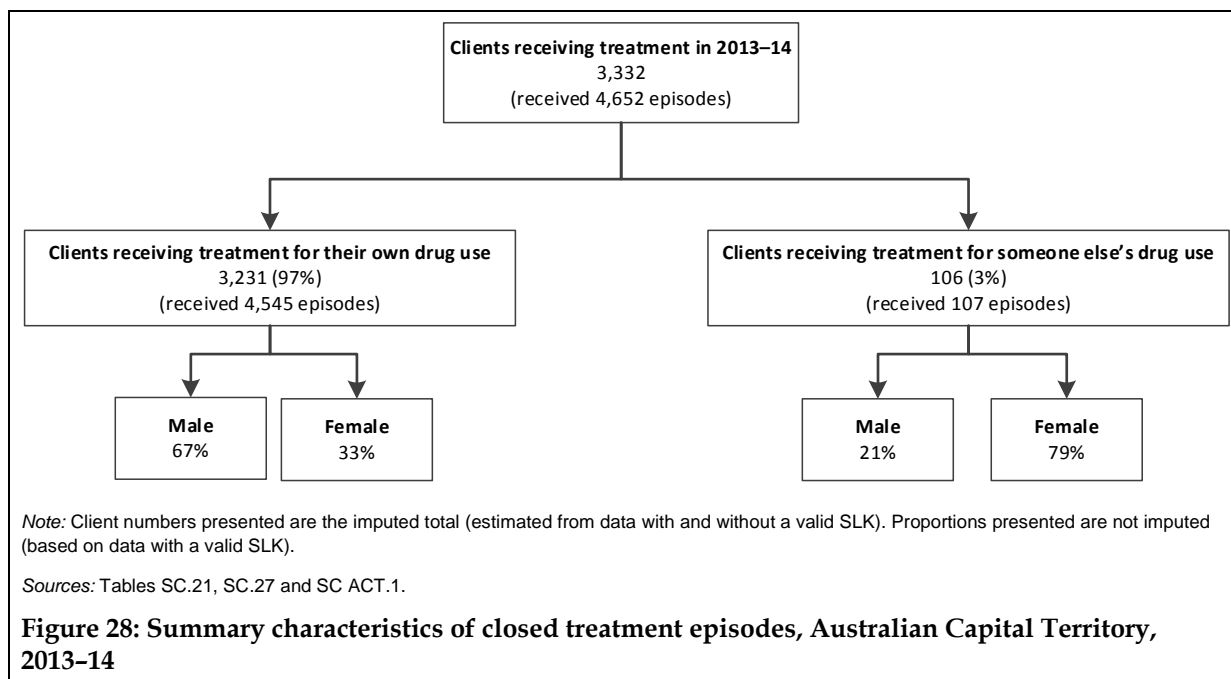 Clients receiving treatment in 2013–14
3,332
(received 4,652 episodes)
Clients receiving treatment for their own drug use
3,231 (97%)
(received 4,545 episodes)
Clients receiving treatment for someone else's drug use
106 (3%)
(received 107 episodes)
Male
67%
Female
33%
Male
21%
Female
79%
Note: Client numbers presented are the imputed total (estimated from data with and without a valid SLK). Proportions presented are not imputed
(based on data with a valid SLK).
Sources: Tables SC.21, SC.27 and SC ACT.1.
Figure 28: Summary characteristics of closed treatment episodes, Australian Capital Territory,
2013–14